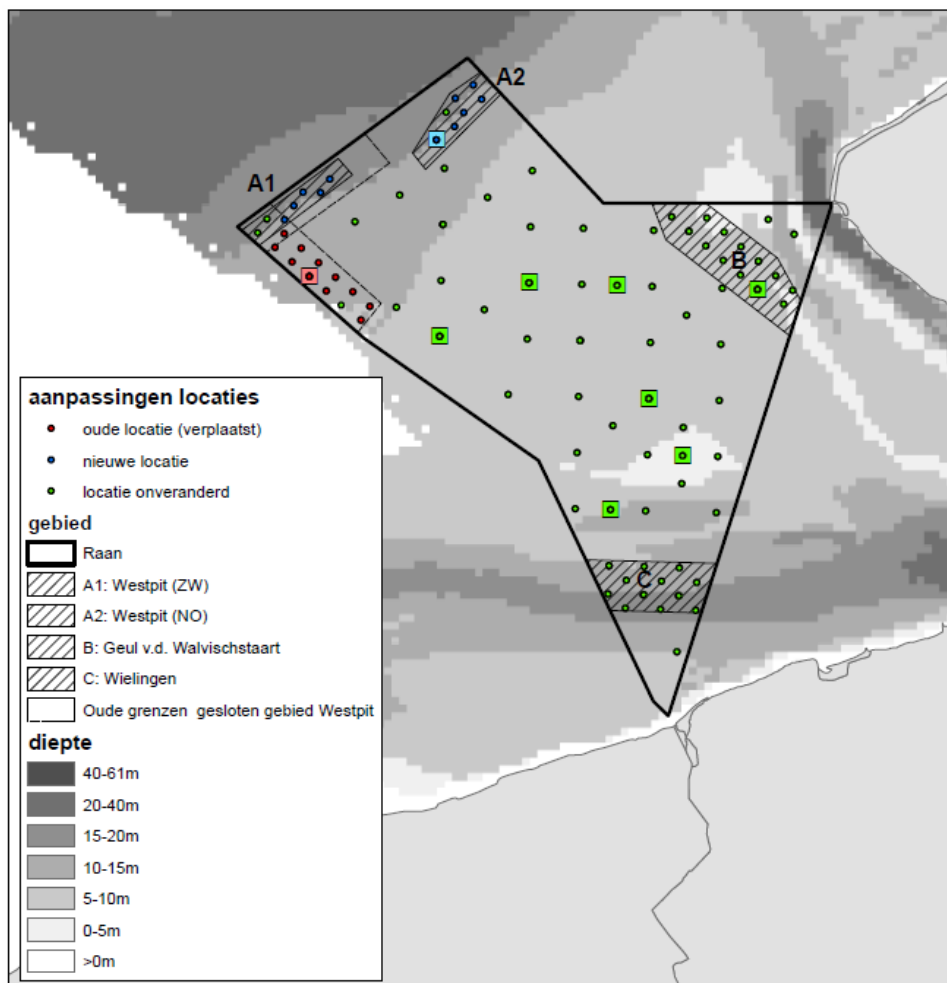 A2
A1
B
C
aanpassingen locaties
oude locatie (verplaatst)
nieuwe locatie
locatie onveranderd
gebied
Raan
A1: Westpit (ZW)
A2: Westpit (NO)
B: Geul v.d. Walvischstaart
C: Wielingen
Oude grenzen gesloten gebied Westpit
diepte
40-61m
20-40m
15-20m
10-15m
5-10m
0-5m
>0m